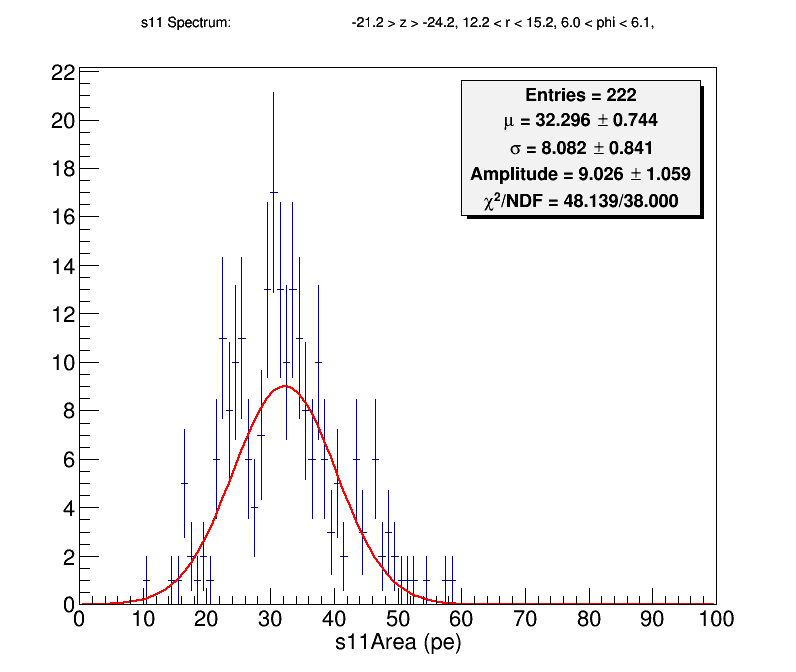 s11 Spectrum: -21.2 > z > -24.2, 12.2 < r < 15.2, 6.0 < phi < 6.1,
Entries = 222
μ = 32.296 ± 0.744
σ = 8.082 ± 0.841
Amplitude = 9.026 ± 1.059
χ²/NDF = 48.139/38.000
22
20
18
16
14
12
10
8
6
4
2
0
0 10 20 30 40 50 60 70 80 90 100
s11Area (pe)